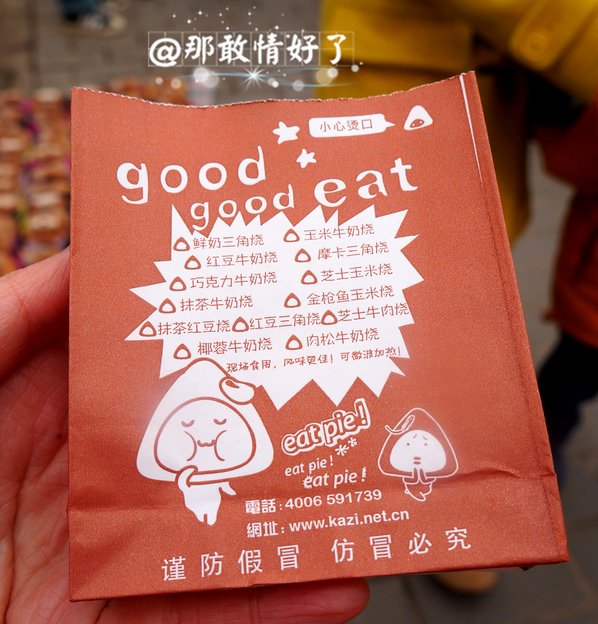 @那敢情好了
小心烫口
good
good eat
鲜奶三角烧 玉米牛奶烧
红豆牛奶烧 摩卡三角烧
巧克力牛奶烧 芝士玉米烧
抹茶牛奶烧 金枪鱼玉米烧
抹茶红豆烧 红豆三角烧 芝士牛肉烧
椰蓉牛奶烧 肉松牛奶烧
现场食用，风味更佳！可微波加热！
eat pie!
eat pie!
eat pie!
電話:4006 591739
網址:www.kazi.net.cn
谨防假冒 仿冒必究